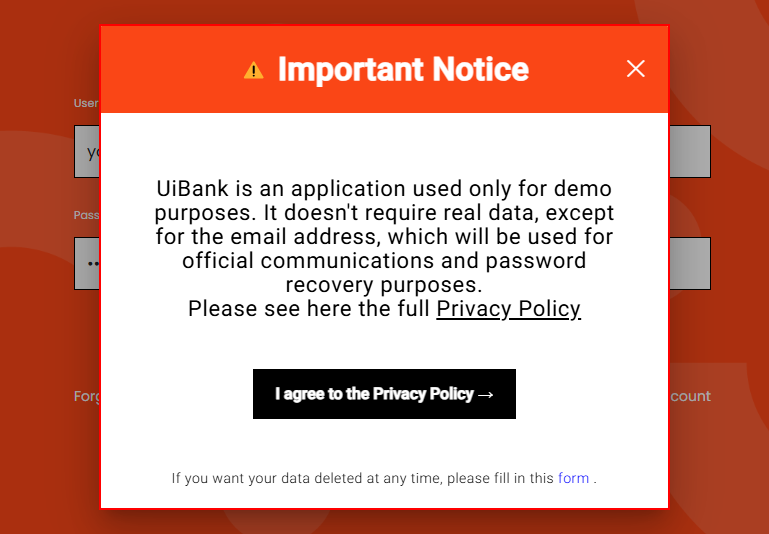 ⚠ Important Notice
User
UiBank is an application used only for demo
purposes. It doesn't require real data, except
for the email address, which will be used for
official communications and password
recovery purposes.
Please see here the full Privacy Policy
I agree to the Privacy Policy →
If you want your data deleted at any time, please fill in this form .
count